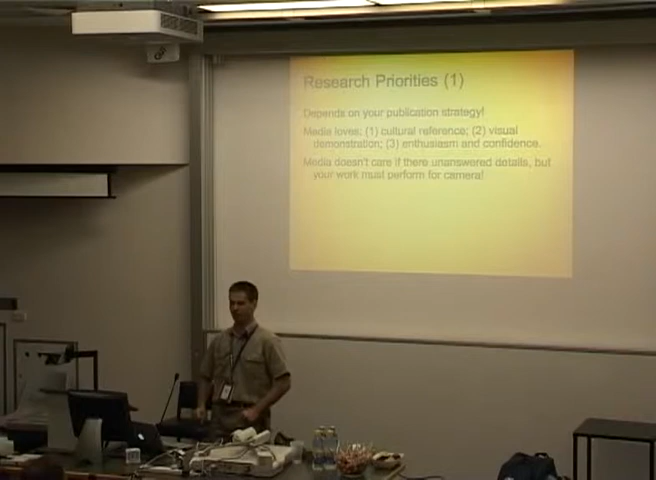 Research Priorities (1)
Depends on your publication strategy!
Media loves: (1) cultural reference; (2) visual
demonstration; (3) enthusiasm and confidence.
Media doesn't care if there unanswered details, but
your work must perform for camera!